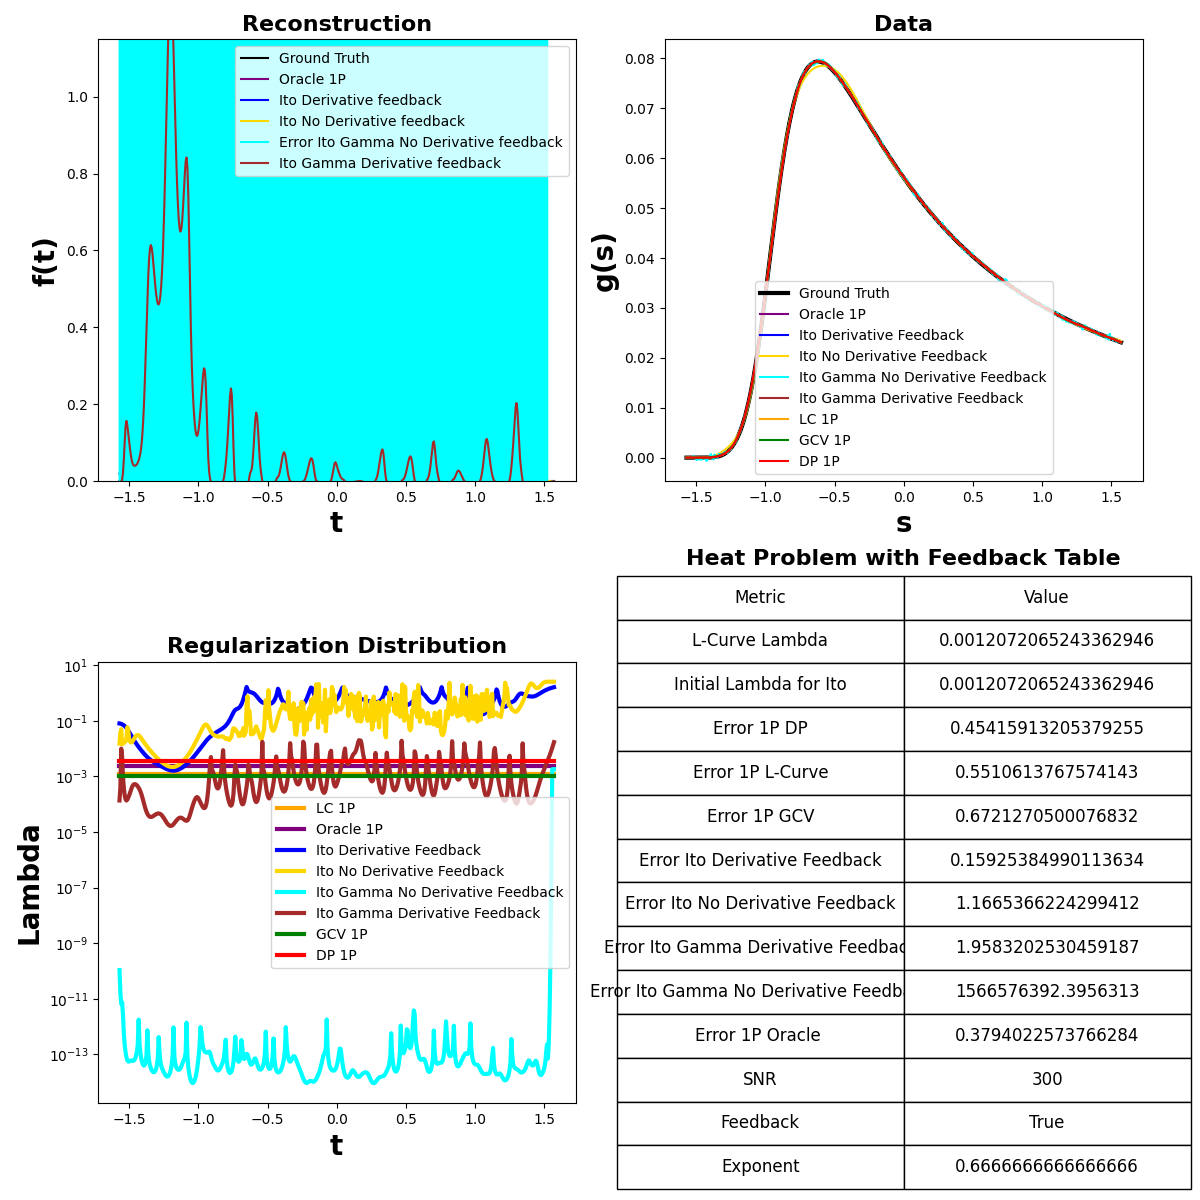 Reconstruction
1.0
0.8
0.6
0.4
0.2
0.0
f(t)
Ground Truth
Oracle 1P
Ito Derivative feedback
Ito No Derivative feedback
Error Ito Gamma No Derivative feedback
Ito Gamma Derivative feedback
−1.5 −1.0 −0.5 0.0 0.5 1.0 1.5
t
Data
0.08
0.07
0.06
0.05
0.04
0.03
0.02
0.01
0.00
g(s)
Ground Truth
Oracle 1P
Ito Derivative Feedback
Ito No Derivative Feedback
Ito Gamma No Derivative Feedback
Ito Gamma Derivative Feedback
LC 1P
GCV 1P
DP 1P
−1.5 −1.0 −0.5 0.0 0.5 1.0 1.5
s
Regularization Distribution
10¹
10⁻¹
10⁻³
10⁻⁵
10⁻⁷
10⁻⁹
10⁻¹¹
10⁻¹³
Lambda
LC 1P
Oracle 1P
Ito Derivative Feedback
Ito No Derivative Feedback
Ito Gamma No Derivative Feedback
Ito Gamma Derivative Feedback
GCV 1P
DP 1P
−1.5 −1.0 −0.5 0.0 0.5 1.0 1.5
t
Heat Problem with Feedback Table
Metric Value
L-Curve Lambda 0.0012072065243362946
Initial Lambda for Ito 0.0012072065243362946
Error 1P DP 0.45415913205379255
Error 1P L-Curve 0.5510613767574143
Error 1P GCV 0.6721270500076832
Error Ito Derivative Feedback 0.15925384990113634
Error Ito No Derivative Feedback 1.1665366224299412
Error Ito Gamma Derivative Feedbac 1.9583202530459187
Error Ito Gamma No Derivative Feedb 1566576392.3956313
Error 1P Oracle 0.3794022573766284
SNR 300
Feedback True
Exponent 0.6666666666666666